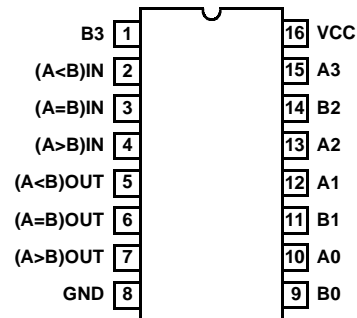 B3 1 16 VCC
(A<B)IN 2 15 A3
(A=B)IN 3 14 B2
(A>B)IN 4 13 A2
(A<B)OUT 5 12 A1
(A=B)OUT 6 11 B1
(A>B)OUT 7 10 A0
GND 8 9 B0